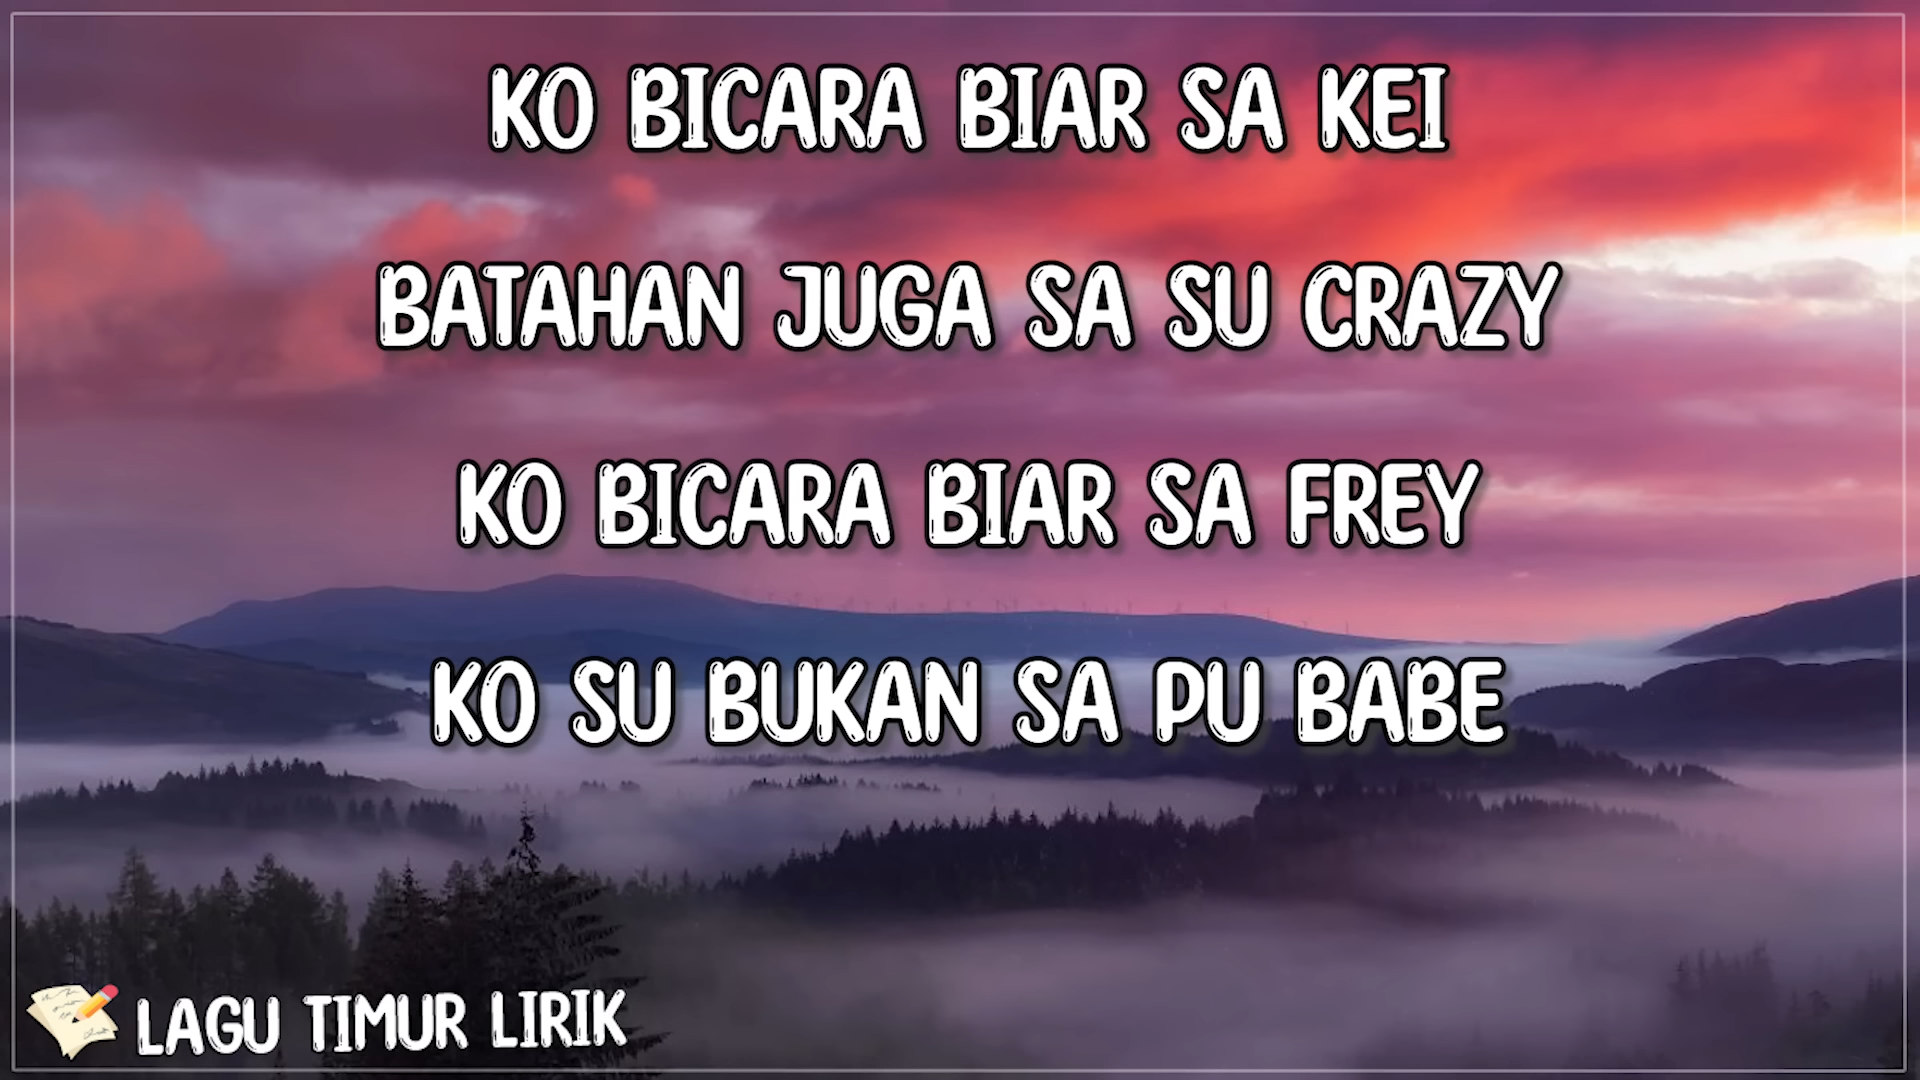 KO BICARA BIAR SA KEI
BATAHAN JUGA SA SU CRAZY
KO BICARA BIAR SA FREY
KO SU BUKAN SA PU BABE
LAGU TIMUR LIRIK